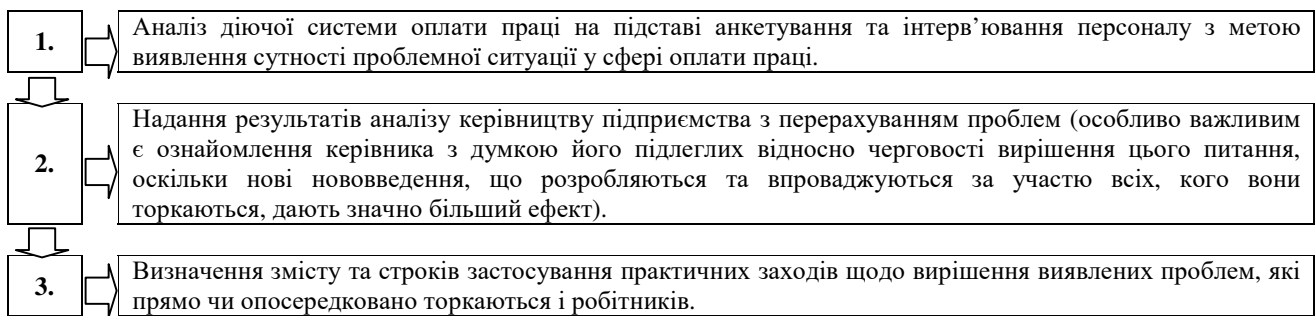 1.
Аналіз діючої системи оплати праці на підставі анкетування та інтерв’ювання персоналу з метою
виявлення сутності проблемної ситуації у сфері оплати праці.
2.
Надання результатів аналізу керівництву підприємства з перерахуванням проблем (особливо важливим
є ознайомлення керівника з думкою його підлеглих відносно черговості вирішення цього питання,
оскільки нові нововведення, що розробляються та впроваджуються за участю всіх, кого вони
торкаються, дають значно більший ефект).
3.
Визначення змісту та строків застосування практичних заходів щодо вирішення виявлених проблем, які
прямо чи опосередковано торкаються і робітників.